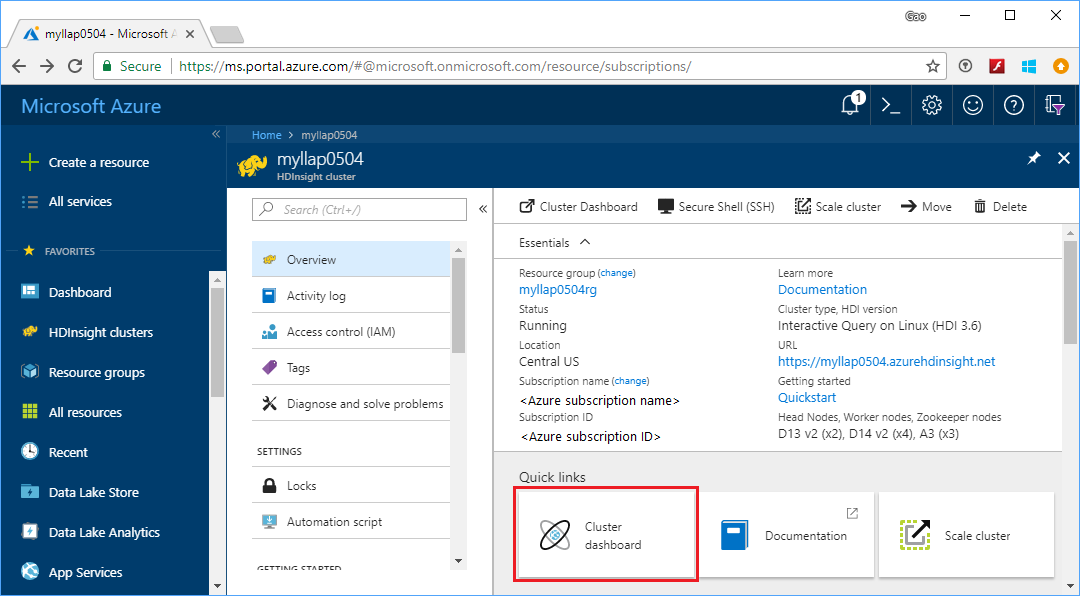 Gao
myllap0504 - Microsoft A
Secure https://ms.portal.azure.com/#@microsoft.onmicrosoft.com/resource/subscriptions/
Microsoft Azure
1
Create a resource
All services
FAVORITES
Dashboard
HDInsight clusters
Resource groups
All resources
Recent
Data Lake Store
Data Lake Analytics
App Services
Home > myllap0504
myllap0504
HDInsight cluster
Search (Ctrl+/)
Overview
Activity log
Access control (IAM)
Tags
Diagnose and solve problems
SETTINGS
Locks
Automation script
GETTING STARTED
Cluster Dashboard Secure Shell (SSH) Scale cluster Move Delete
Essentials
Resource group (change)
myllap0504rg
Status
Running
Location
Central US
Subscription name (change)
<Azure subscription name>
Subscription ID
<Azure subscription ID>
Learn more
Documentation
Cluster type, HDI version
Interactive Query on Linux (HDI 3.6)
URL
https://myllap0504.azurehdinsight.net
Getting started
Quickstart
Head Nodes, Worker nodes, Zookeeper nodes
D13 v2 (x2), D14 v2 (x4), A3 (x3)
Quick links
Cluster
dashboard
Documentation
Scale cluster